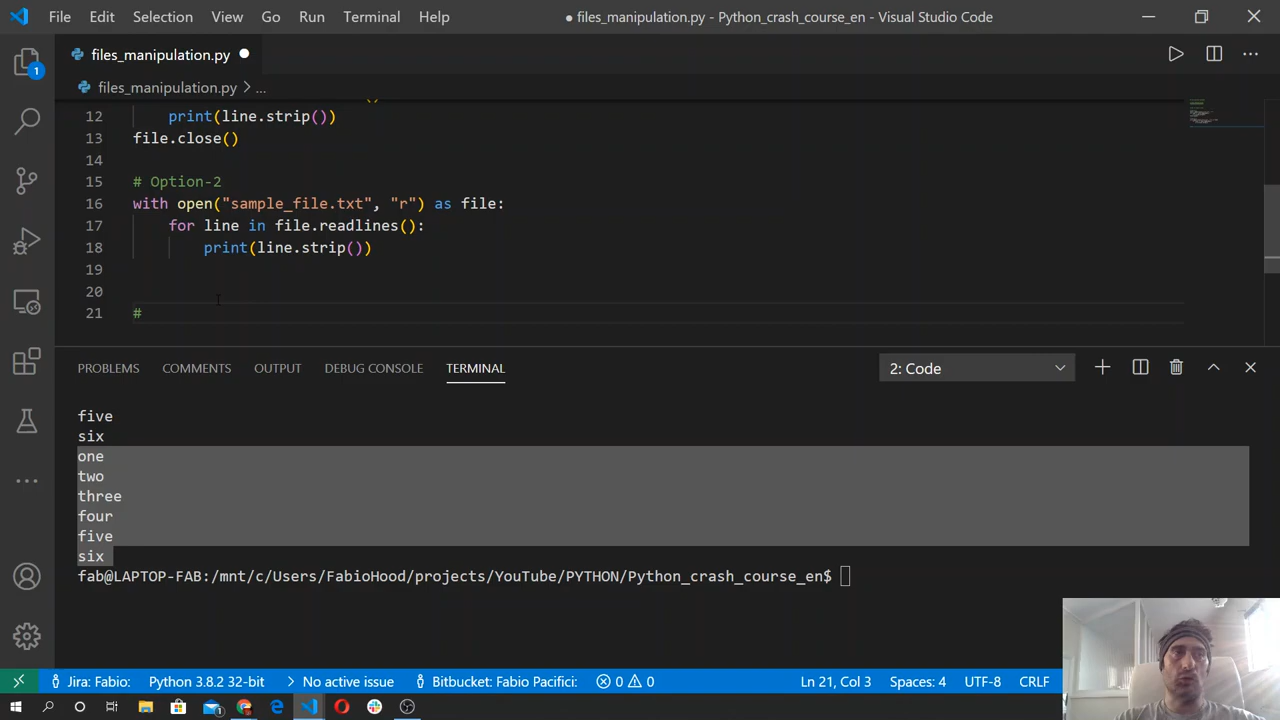 File Edit Selection View Go Run Terminal Help
● files_manipulation.py - Python_crash_course_en - Visual Studio Code
1
files_manipulation.py ●
files_manipulation.py > ...
12 print(line.strip())
13 file.close()
14
15 # Option-2
16 with open("sample_file.txt", "r") as file:
17 for line in file.readlines():
18 print(line.strip())
19
20
21 #
PROBLEMS COMMENTS OUTPUT DEBUG CONSOLE TERMINAL
2: Code
five
six
one
two
three
four
five
six
fab@LAPTOP-FAB:/mnt/c/Users/FabioHood/projects/YouTube/PYTHON/Python_crash_course_en$
Jira: Fabio: Python 3.8.2 32-bit No active issue Bitbucket: Fabio Pacifici: 0 0 Ln 21, Col 3 Spaces: 4 UTF-8 CRLF